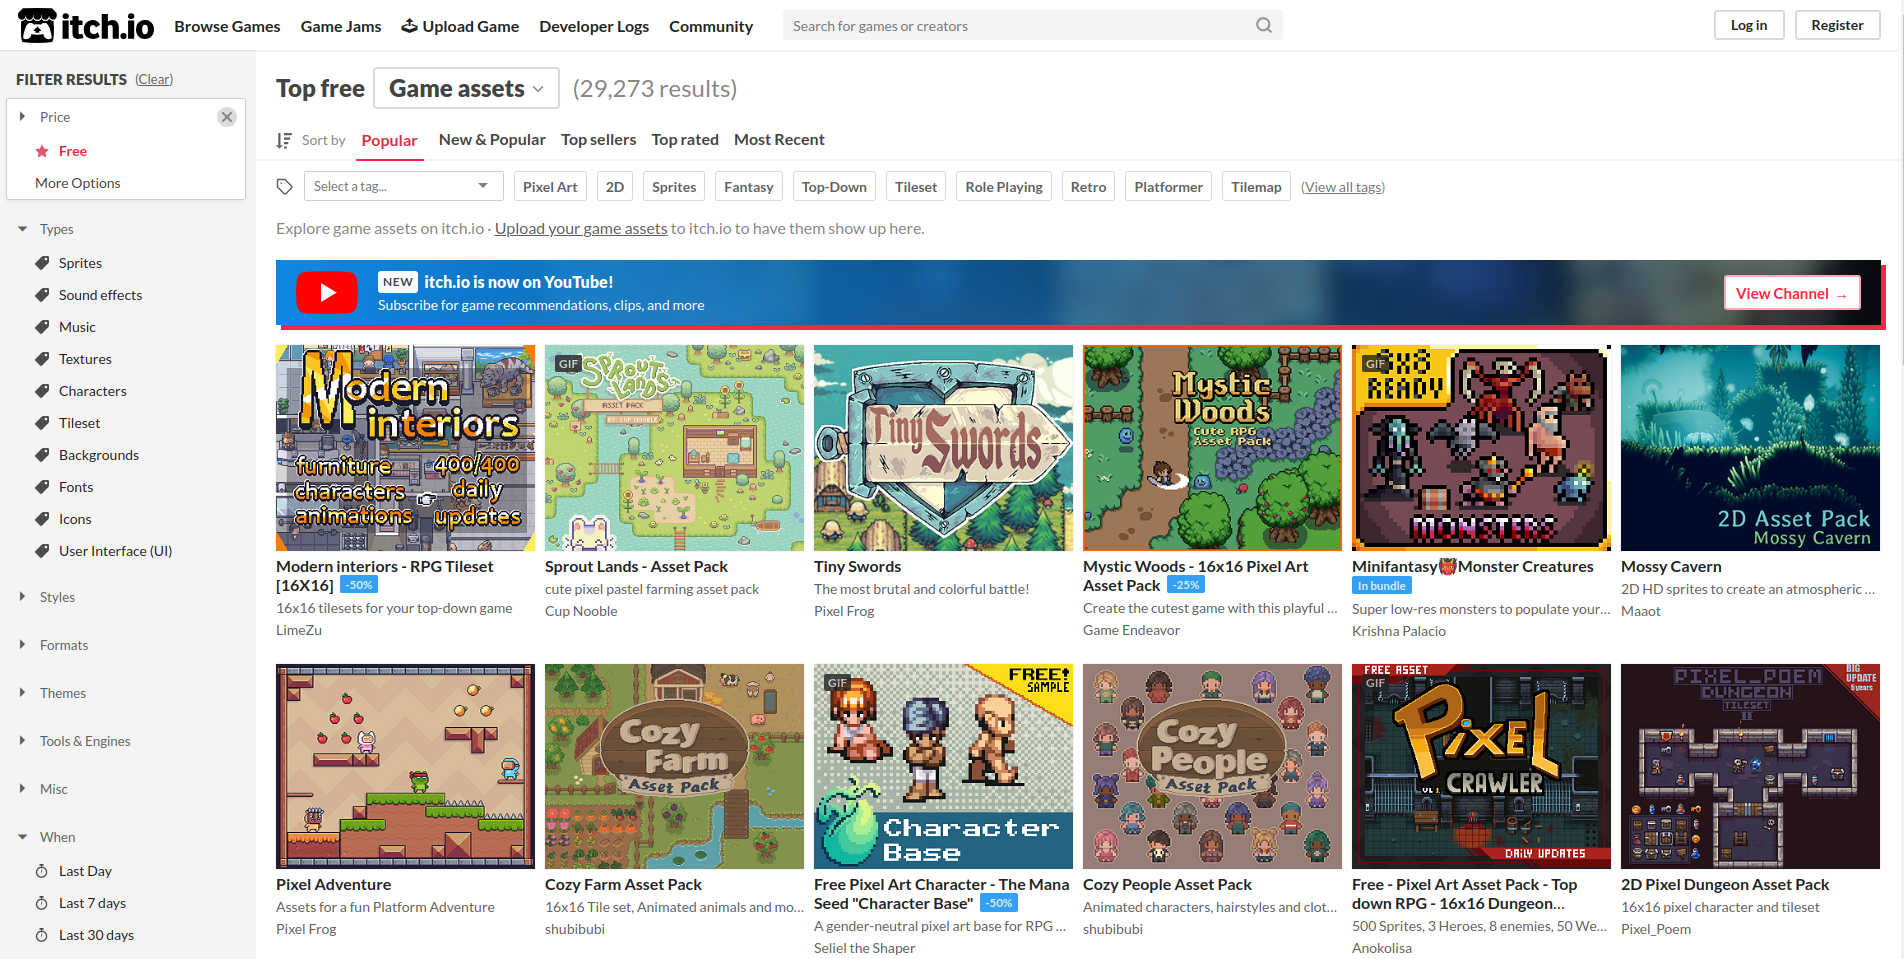 itch.io
Browse Games
Game Jams
Upload Game
Developer Logs
Community
Search for games or creators
Log in
Register
FILTER RESULTS (Clear)
Price
Free
More Options
Types
Sprites
Sound effects
Music
Textures
Characters
Tileset
Backgrounds
Fonts
Icons
User Interface (UI)
Styles
Formats
Themes
Tools & Engines
Misc
When
Last Day
Last 7 days
Last 30 days
Top free Game assets (29,273 results)
Sort by Popular New & Popular Top sellers Top rated Most Recent
Select a tag... Pixel Art 2D Sprites Fantasy Top-Down Tileset Role Playing Retro Platformer Tilemap (View all tags)
Explore game assets on itch.io · Upload your game assets to itch.io to have them show up here.
NEW itch.io is now on YouTube!
Subscribe for game recommendations, clips, and more
View Channel →
Modern
interiors
furniture
characters
animations
400/400
daily
updates
Modern interiors - RPG Tileset
[16X16] -50%
16x16 tilesets for your top-down game
LimeZu
GIF
Sprout
Lands
ASSET PACK
BY: CUP NOOBLE
Sprout Lands - Asset Pack
cute pixel pastel farming asset pack
Cup Nooble
Tiny Swords
Tiny Swords
The most brutal and colorful battle!
Pixel Frog
Mystic
Woods
Cute RPG
Asset Pack
Mystic Woods - 16x16 Pixel Art
Asset Pack -25%
Create the cutest game with this playful ...
Game Endeavor
GIF
8X8
READY
MONSTERS
Minifantasy👹Monster Creatures
In bundle
Super low-res monsters to populate your...
Krishna Palacio
2D Asset Pack
Mossy Cavern
Mossy Cavern
2D HD sprites to create an atmospheric ...
Maaot
Pixel Adventure
Assets for a fun Platform Adventure
Pixel Frog
Cozy
Farm
Asset Pack
Cozy Farm Asset Pack
16x16 Tile set, Animated animals and mo...
shubibubi
GIF
FREE!
SAMPLE
Character
Base
Free Pixel Art Character - The Mana
Seed "Character Base" -50%
A gender-neutral pixel art base for RPG ...
Seliel the Shaper
Cozy
People
Asset Pack
Cozy People Asset Pack
Animated characters, hairstyles and clot...
shubibubi
FREE ASSET
GIF
PIXEL
CRAWLER
DAILY UPDATES
Free - Pixel Art Asset Pack - Top
down RPG - 16x16 Dungeon...
500 Sprites, 3 Heroes, 8 enemies, 50 We...
Anokolisa
PIXEL_POEM
DUNGEON
TILESET
II
BIG
UPDATE
5 years
2D Pixel Dungeon Asset Pack
16x16 pixel character and tileset
Pixel_Poem